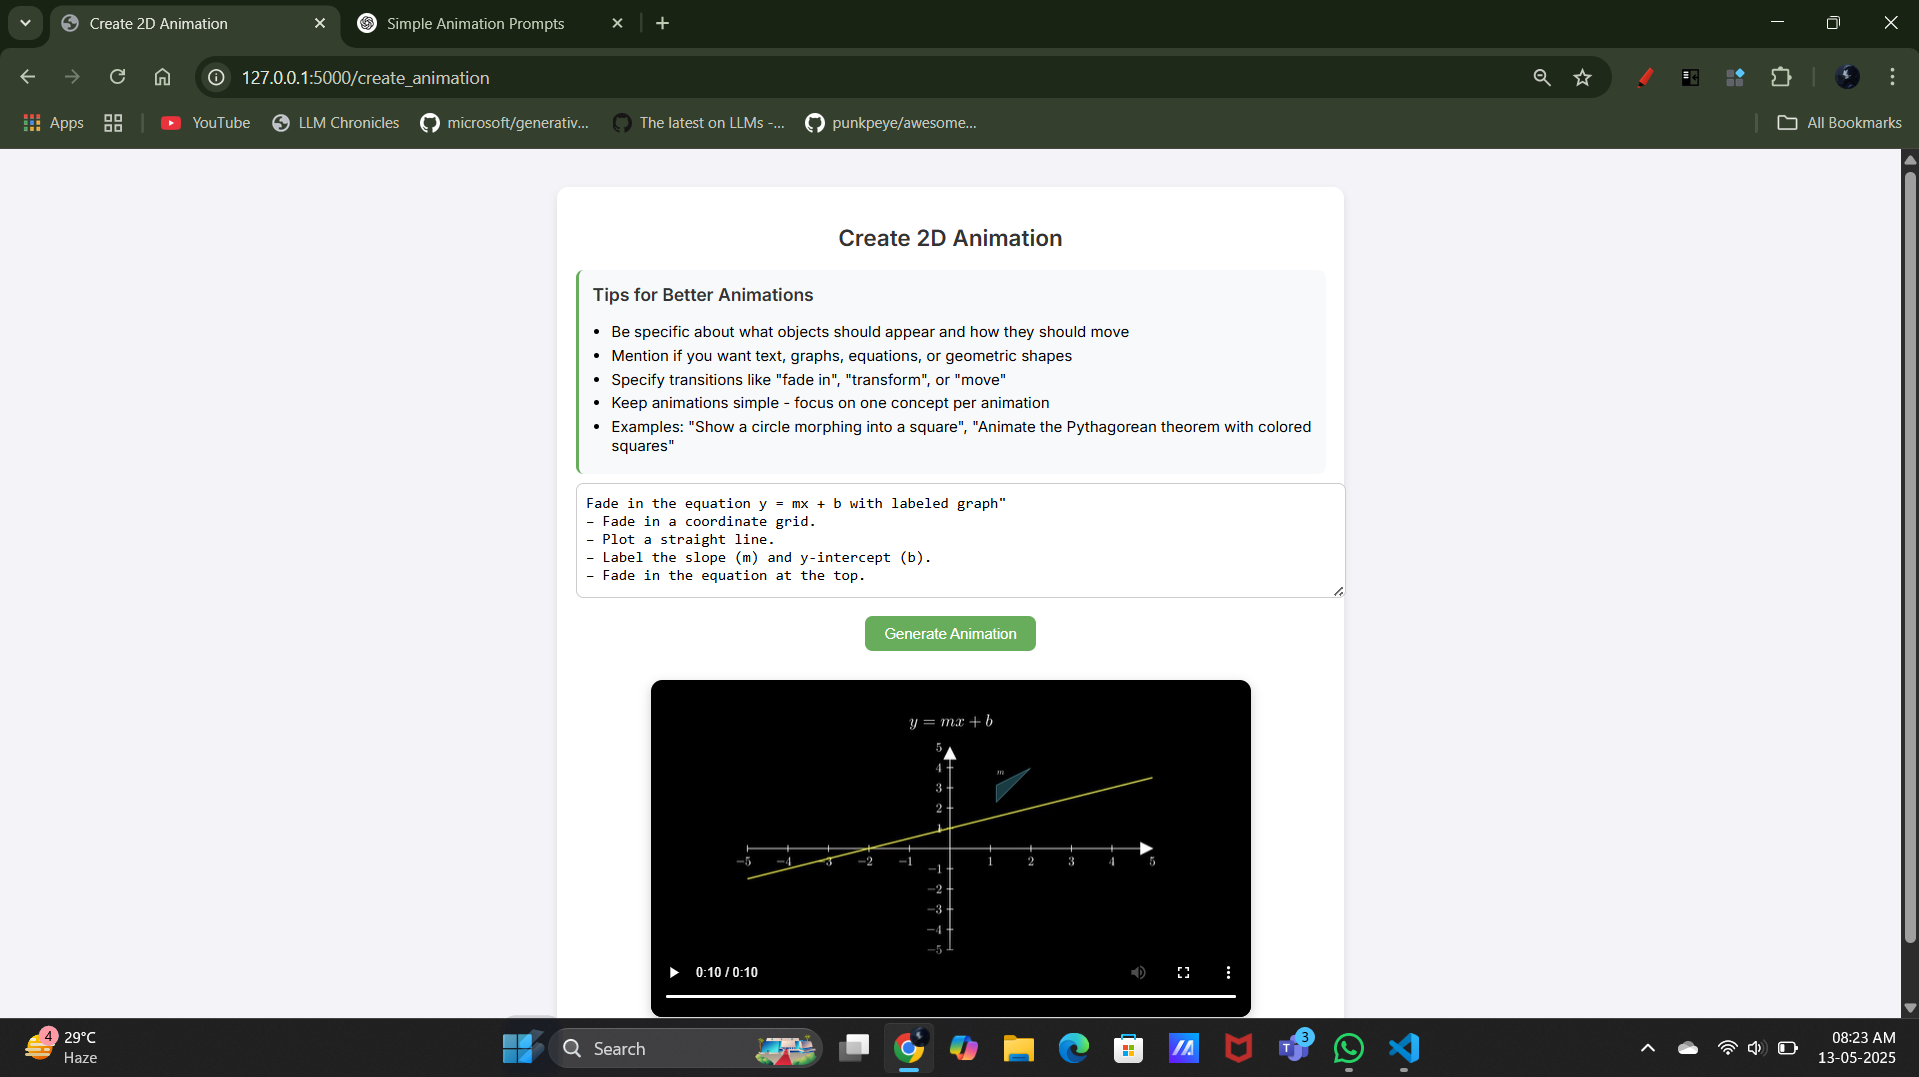 Create 2D Animation
Simple Animation Prompts
127.0.0.1:5000/create_animation
Apps
YouTube
LLM Chronicles
microsoft/generativ...
The latest on LLMs -...
punkpeye/awesome...
All Bookmarks
Create 2D Animation
Tips for Better Animations
• Be specific about what objects should appear and how they should move
• Mention if you want text, graphs, equations, or geometric shapes
• Specify transitions like "fade in", "transform", or "move"
• Keep animations simple - focus on one concept per animation
• Examples: "Show a circle morphing into a square", "Animate the Pythagorean theorem with colored
squares"
Fade in the equation y = mx + b with labeled graph"
– Fade in a coordinate grid.
– Plot a straight line.
– Label the slope (m) and y-intercept (b).
– Fade in the equation at the top.
Generate Animation
y = mx + b
5
4
m
3
2
1
−5 −4 −3 −2 −1 1 2 3 4 5
−1
−2
−3
−4
−5
0:10 / 0:10
4
29°C
Haze
Search
T
3
08:23 AM
13-05-2025